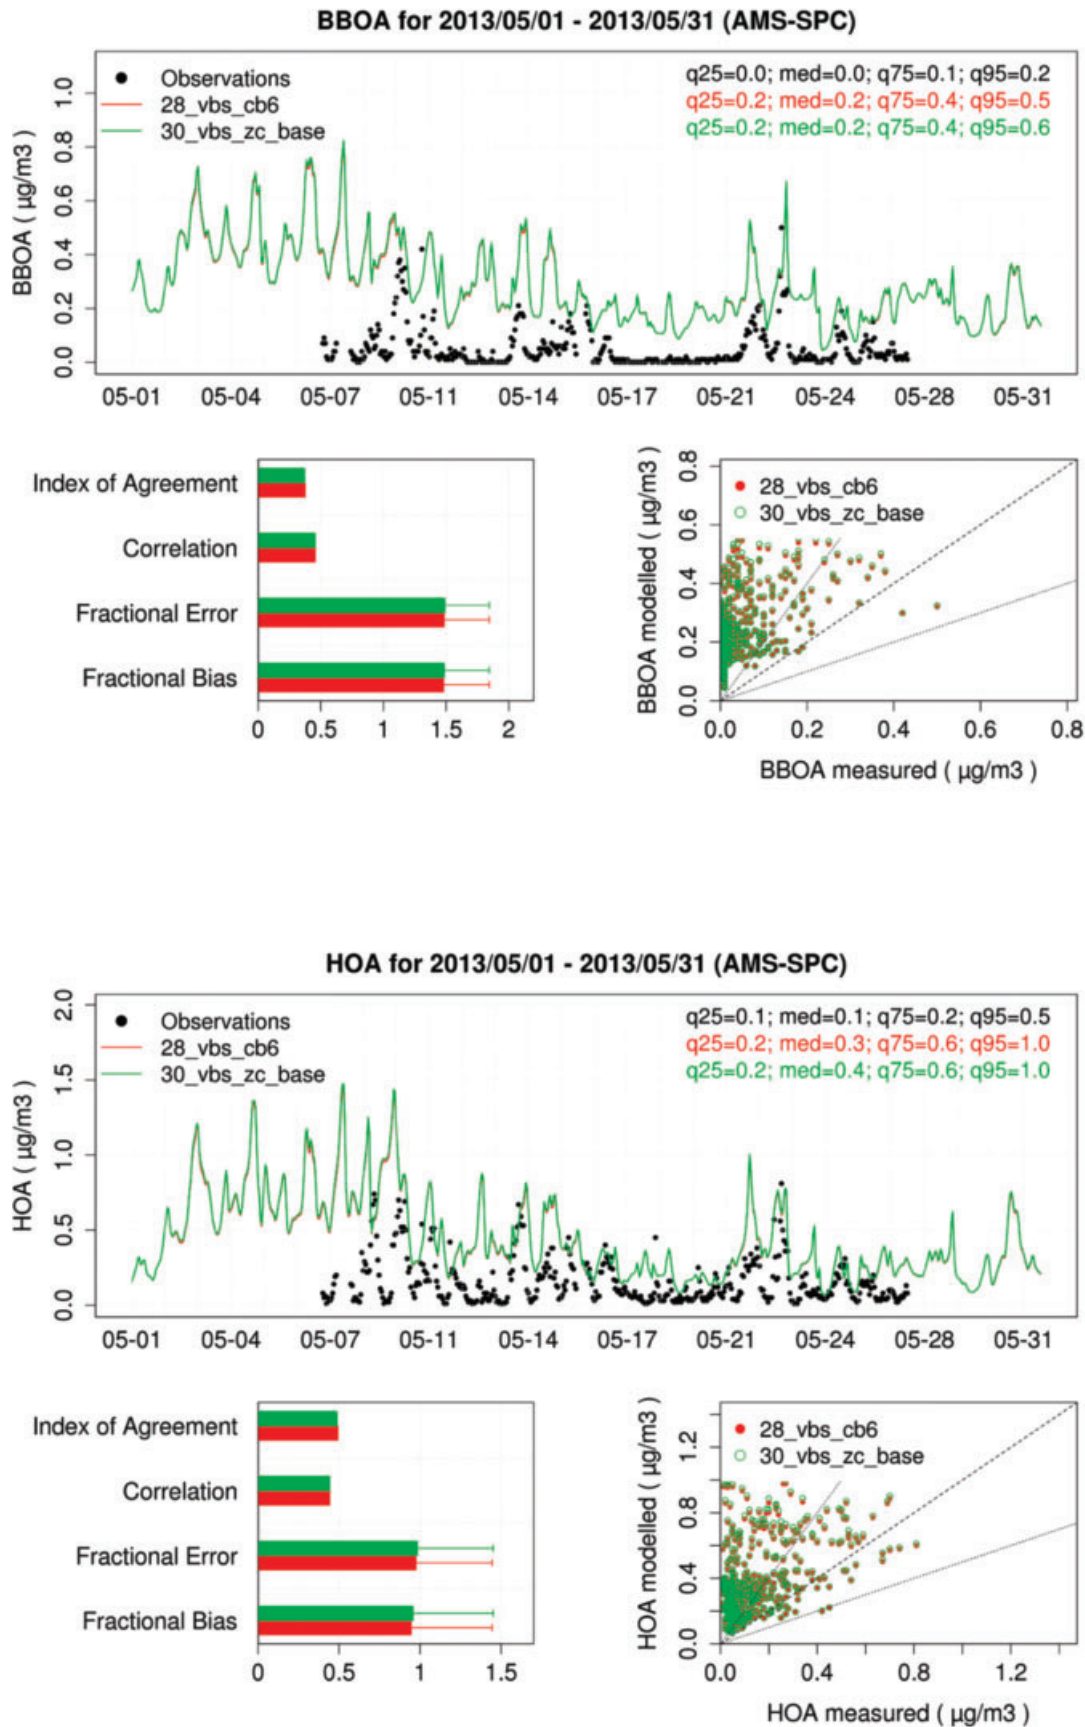 BBOA for 2013/05/01 - 2013/05/31 (AMS-SPC)
Observations
28_vbs_cb6
30_vbs_zc_base
q25=0.0; med=0.0; q75=0.1; q95=0.2
q25=0.2; med=0.2; q75=0.4; q95=0.5
q25=0.2; med=0.2; q75=0.4; q95=0.6
BBOA ( µg/m3 )
1.0
0.8
0.6
0.4
0.2
0.0
05-01 05-04 05-07 05-11 05-14 05-17 05-21 05-24 05-28 05-31
Index of Agreement
Correlation
Fractional Error
Fractional Bias
0 0.5 1 1.5 2
28_vbs_cb6
30_vbs_zc_base
BBOA modelled ( µg/m3 )
0.8
0.6
0.4
0.2
0.0
0.0 0.2 0.4 0.6 0.8
BBOA measured ( µg/m3 )
HOA for 2013/05/01 - 2013/05/31 (AMS-SPC)
Observations
28_vbs_cb6
30_vbs_zc_base
q25=0.1; med=0.1; q75=0.2; q95=0.5
q25=0.2; med=0.3; q75=0.6; q95=1.0
q25=0.2; med=0.4; q75=0.6; q95=1.0
HOA ( µg/m3 )
2.0
1.5
1.0
0.5
0.0
05-01 05-04 05-07 05-11 05-14 05-17 05-21 05-24 05-28 05-31
Index of Agreement
Correlation
Fractional Error
Fractional Bias
0 0.5 1 1.5
28_vbs_cb6
30_vbs_zc_base
HOA modelled ( µg/m3 )
1.2
0.8
0.4
0.0
0.0 0.4 0.8 1.2
HOA measured ( µg/m3 )